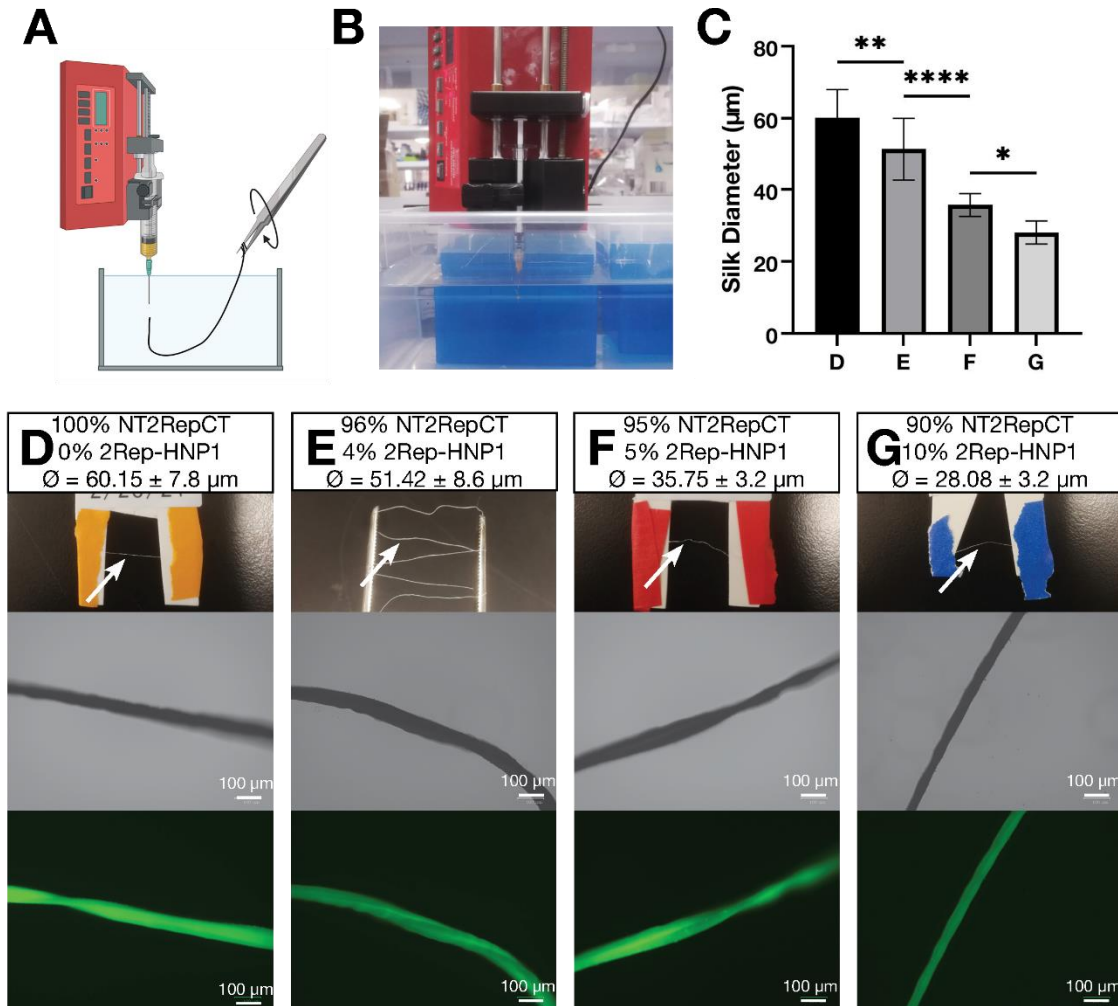 A
B
C
Silk Diameter (µm)
80
60
40
20
0
**
****
*
D
E
F
G
D
100% NT2RepCT
0% 2Rep-HNP1
Ø = 60.15 ± 7.8 µm
E
96% NT2RepCT
4% 2Rep-HNP1
Ø = 51.42 ± 8.6 µm
F
95% NT2RepCT
5% 2Rep-HNP1
Ø = 35.75 ± 3.2 µm
G
90% NT2RepCT
10% 2Rep-HNP1
Ø = 28.08 ± 3.2 µm
100 µm
100 µm
100 µm
100 µm
100 µm
100 µm
100 µm
100 µm